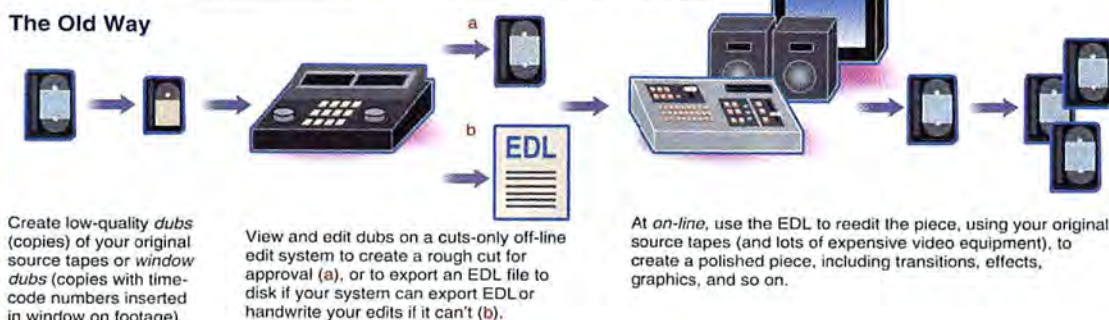 The Old Way
a
b
EDL
Create low-quality dubs
(copies) of your original
source tapes or window
dubs (copies with time-
code numbers inserted
in window on footage)
View and edit dubs on a cuts-only off-line
edit system to create a rough cut for
approval (a), or to export an EDL file to
disk if your system can export EDL or
handwrite your edits if it can't (b).
At on-line, use the EDL to reedit the piece, using your original
source tapes (and lots of expensive video equipment), to
create a polished piece, including transitions, effects,
graphics, and so on.